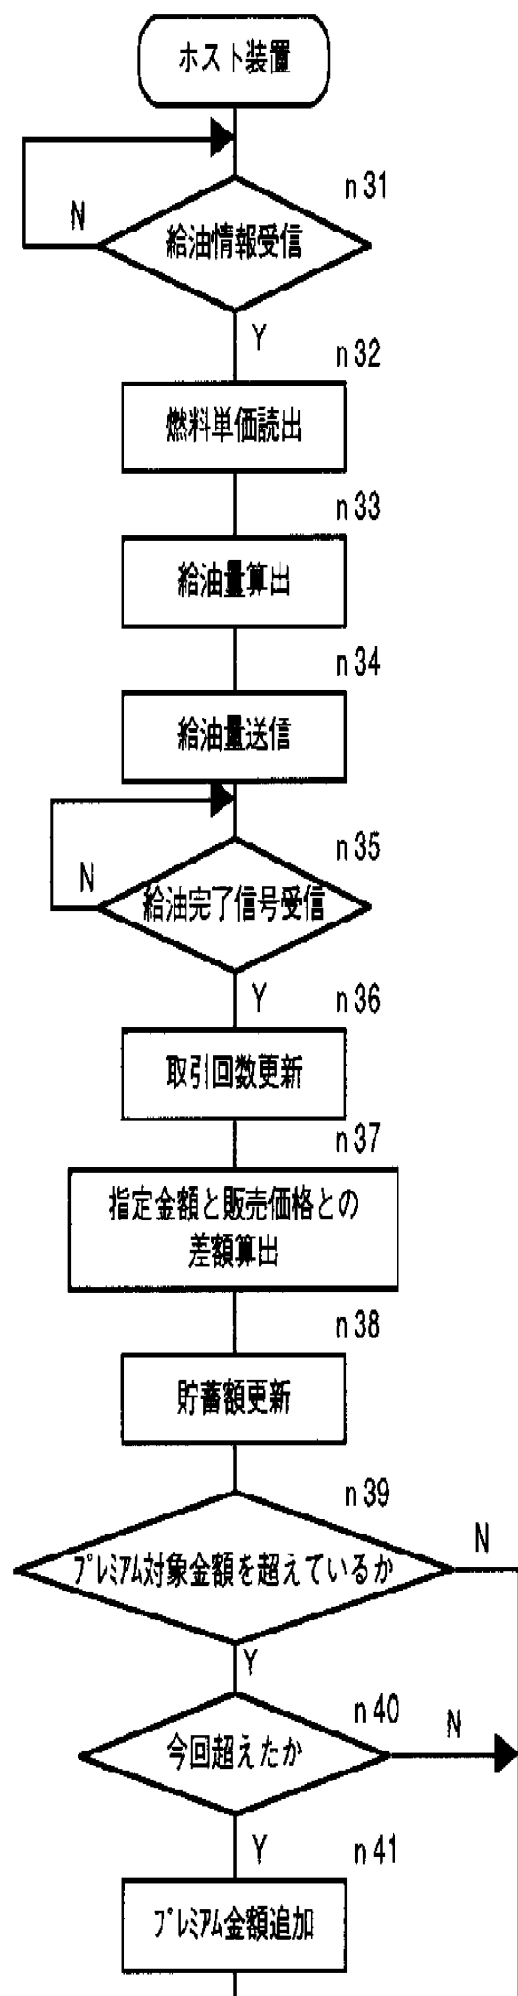 ホスト装置
n31
N
給油情報受信
Y
n32
燃料単価読出
n33
給油量算出
n34
給油量送信
n35
N
給油完了信号受信
Y
n36
取引回数更新
n37
指定金額と販売価格との
差額算出
n38
貯蓄額更新
n39
N
プレミアム対象金額を超えているか
Y
n40
N
今回超えたか
Y
n41
プレミアム金額追加